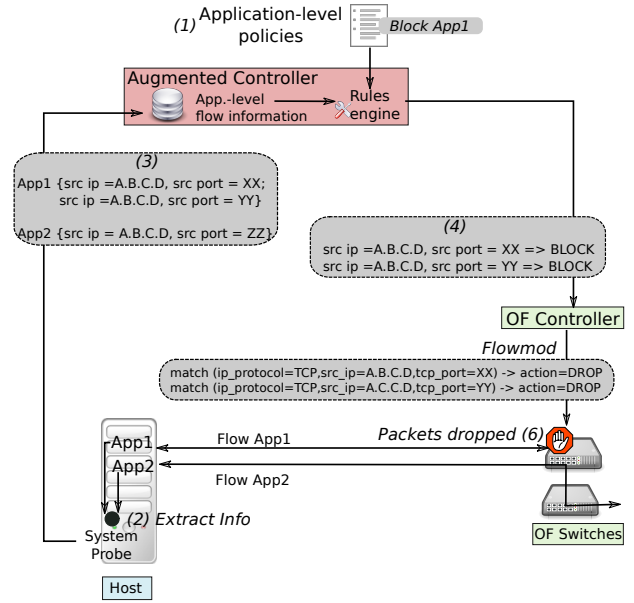 (1) Application-level
policies
Block App1
Augmented Controller
App.-level
flow information
Rules
engine
(3)
App1 {src ip =A.B.C.D, src port = XX;
src ip =A.B.C.D, src port = YY}
App2 {src ip = A.B.C.D, src port = ZZ}
(4)
src ip =A.B.C.D, src port = XX => BLOCK
src ip =A.B.C.D, src port = YY => BLOCK
OF Controller
Flowmod
match (ip_protocol=TCP,src_ip=A.B.C.D,tcp_port=XX) -> action=DROP
match (ip_protocol=TCP,src_ip=A.C.C.D,tcp_port=YY) -> action=DROP
Packets dropped (6)
App1
Flow App1
App2
Flow App2
(2) Extract Info
System
Probe
OF Switches
Host